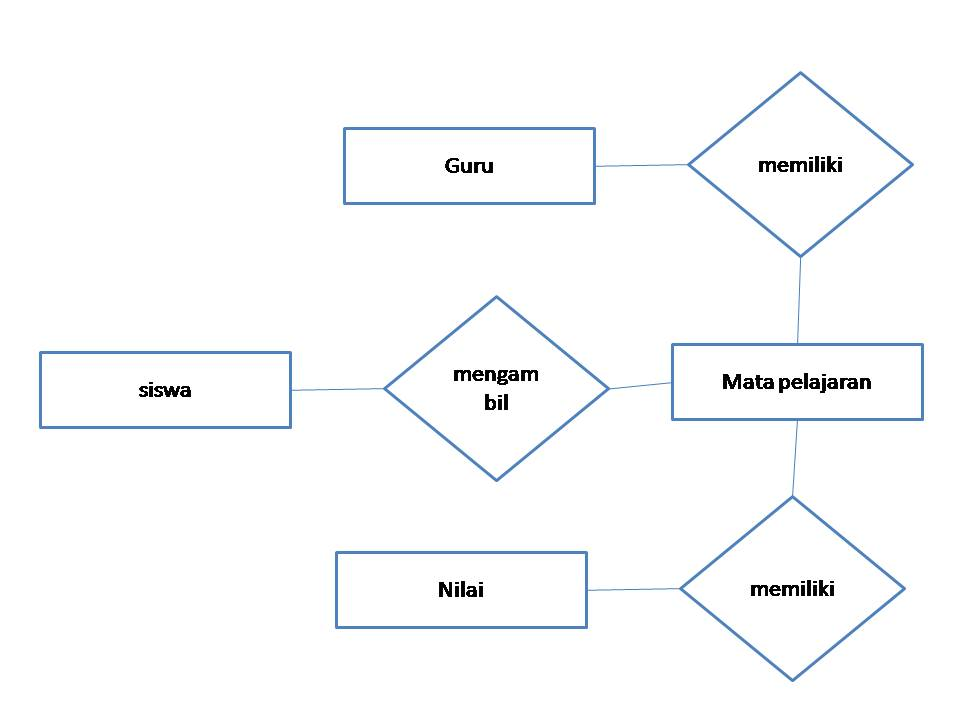 Guru
memiliki
siswa
mengam
bil
Mata pelajaran
Nilai
memiliki